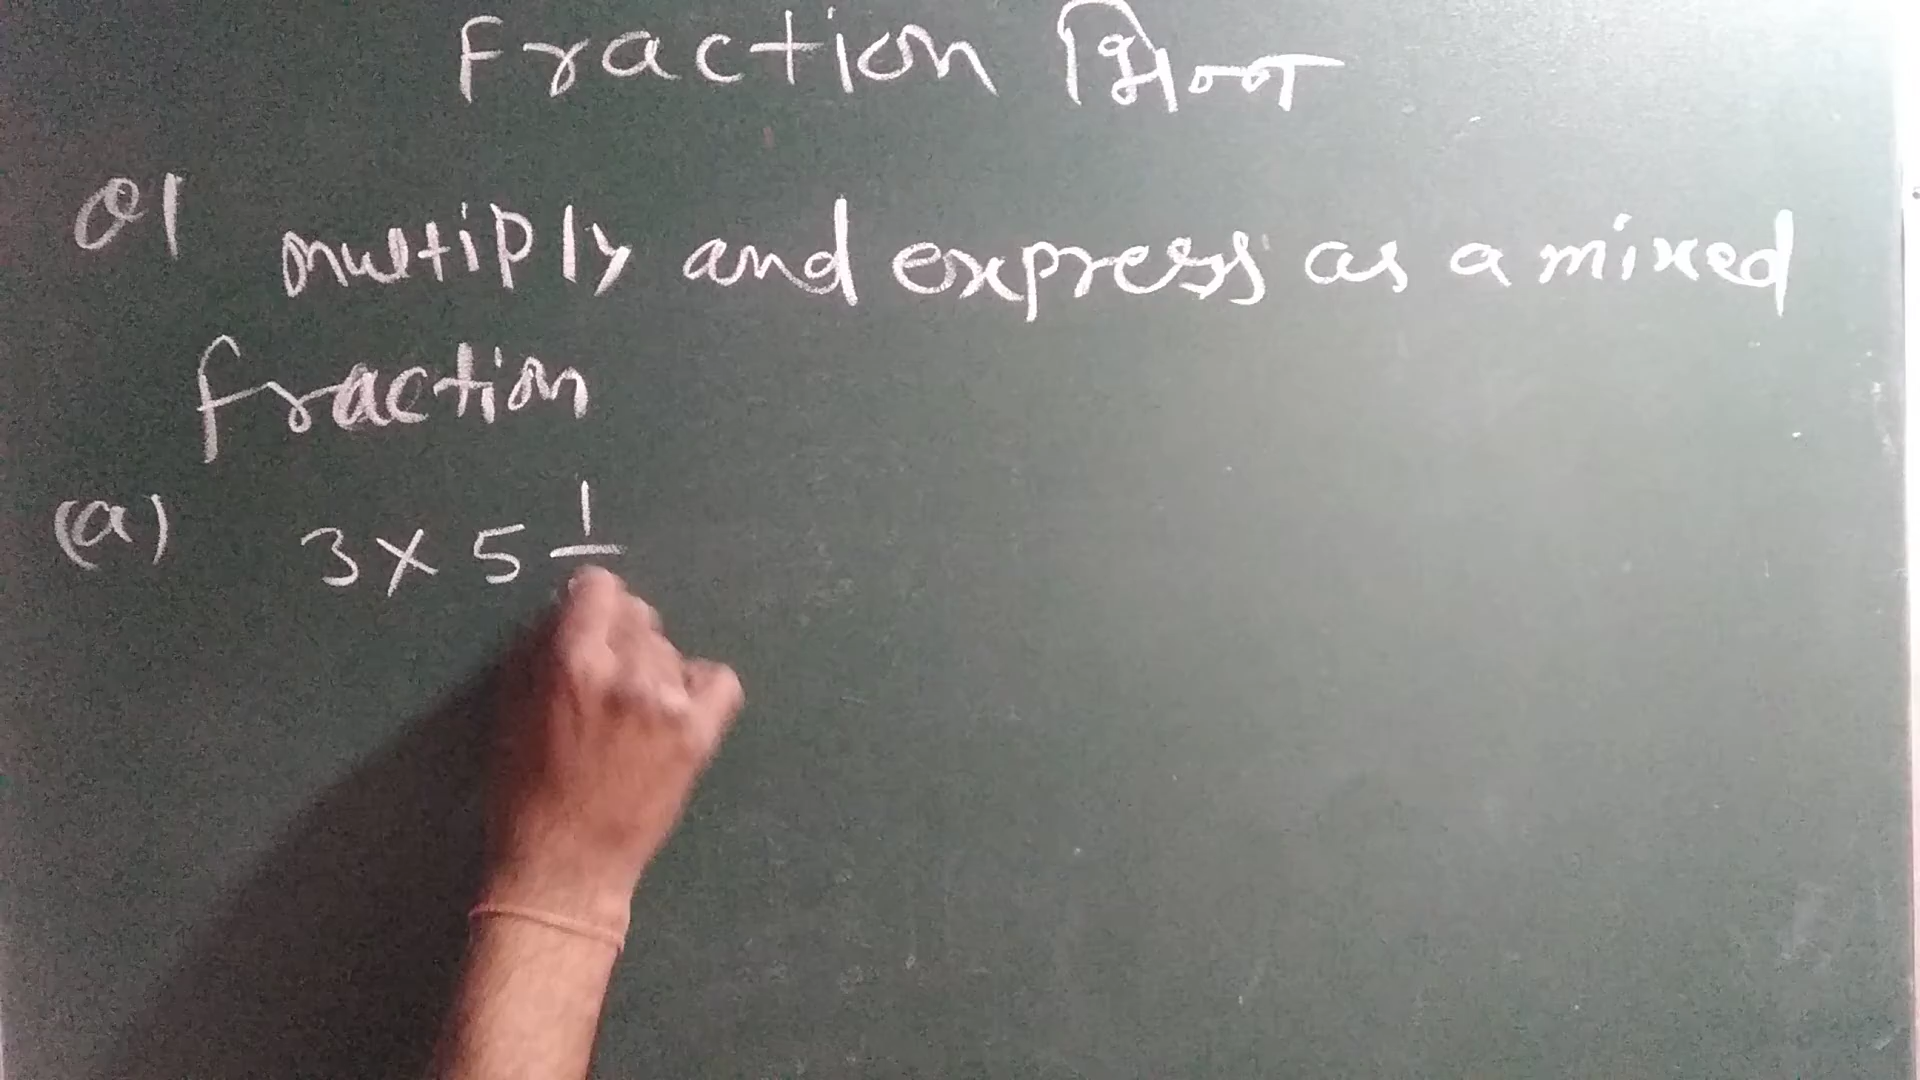 Fraction भिन्न
Q1 multiply and express as a mixed
fraction
(a) 3 × 5 1/